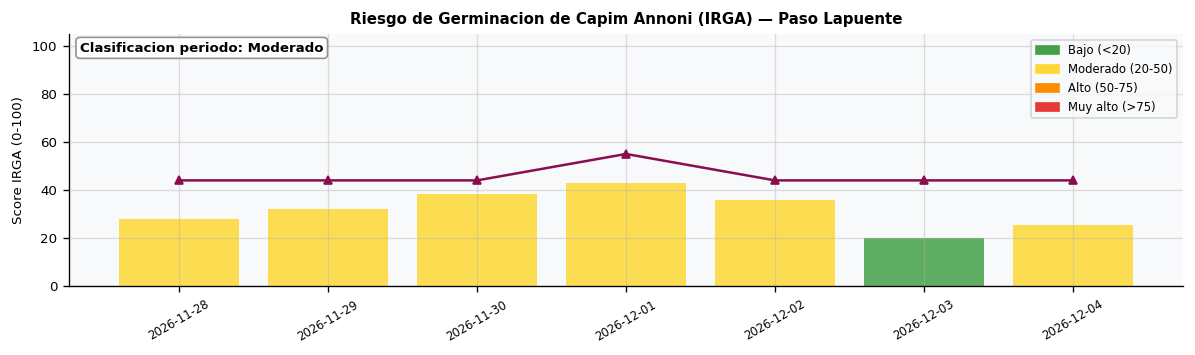 Riesgo de Germinacion de Capim Annoni (IRGA) — Paso Lapuente
Clasificacion periodo: Moderado
Bajo (<20)
Moderado (20-50)
Alto (50-75)
Muy alto (>75)
Score IRGA (0-100)
100
80
60
40
20
0
2026-11-28
2026-11-29
2026-11-30
2026-12-01
2026-12-02
2026-12-03
2026-12-04